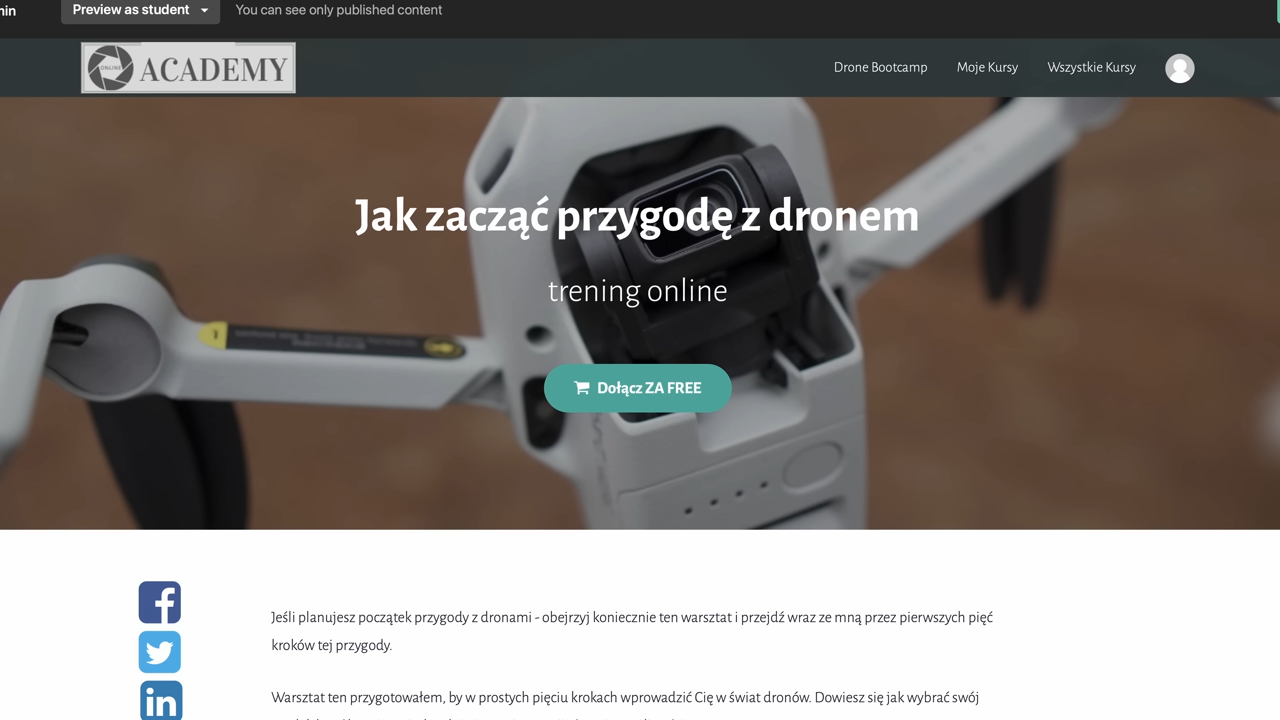 min
Preview as student
You can see only published content
ONLINE
ACADEMY
Drone Bootcamp
Moje Kursy
Wszystkie Kursy
Jak zacząć przygodę z dronem
trening online
Dołącz ZA FREE
Jeśli planujesz początek przygody z dronami - obejrzyj koniecznie ten warsztat i przejdź wraz ze mną przez pierwszych pięć
kroków tej przygody.
Warsztat ten przygotowałem, by w prostych pięciu krokach wprowadzić Cię w świat dronów. Dowiesz się jak wybrać swój